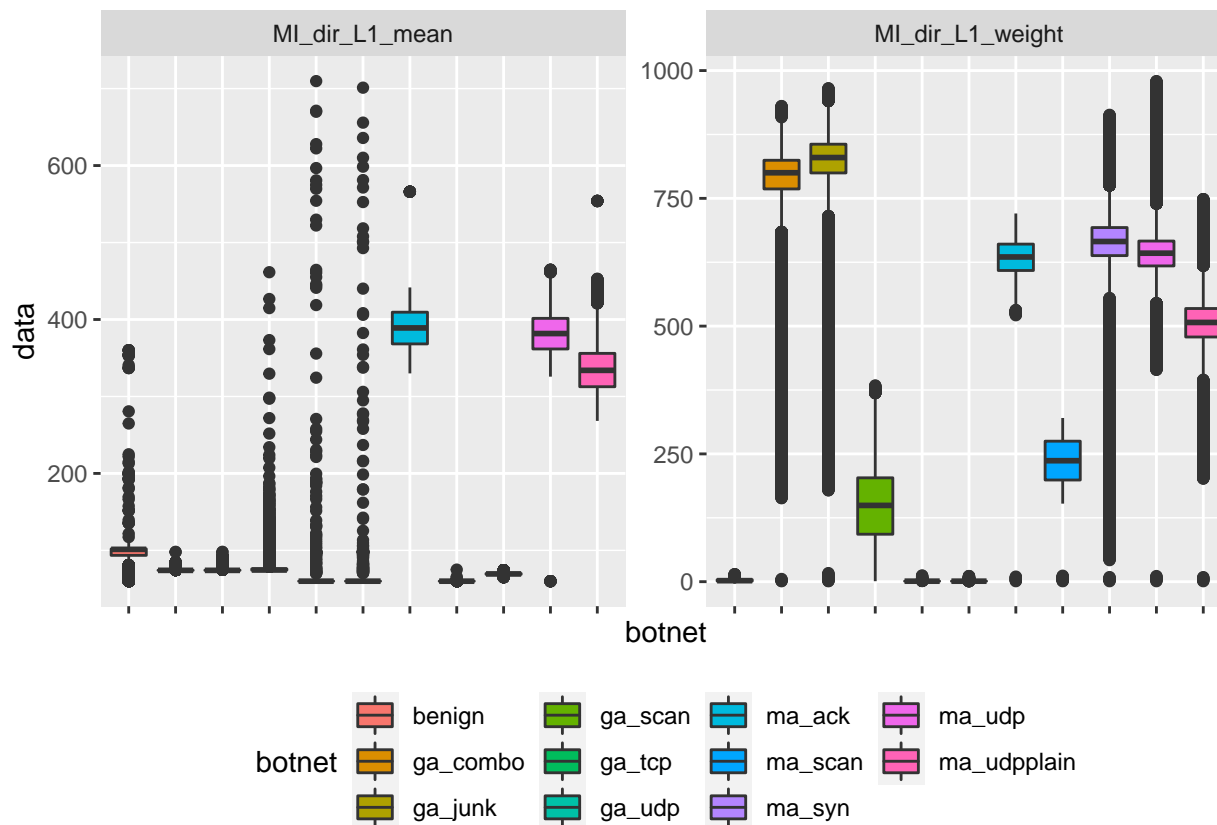 MI_dir_L1_mean
MI_dir_L1_weight
data
600
400
200
1000
750
500
250
0
botnet
botnet
benign
ga_combo
ga_junk
ga_scan
ga_tcp
ga_udp
ma_ack
ma_scan
ma_syn
ma_udp
ma_udpplain